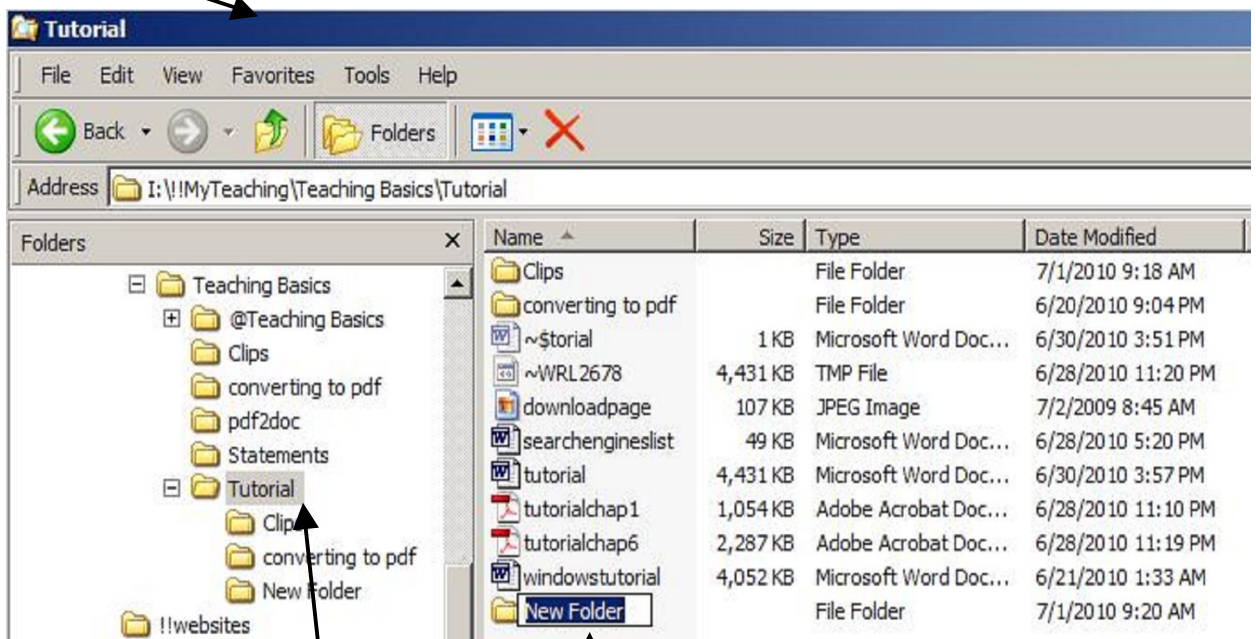 Tutorial
File Edit View Favorites Tools Help
Back Folders
Address I:\!!MyTeaching\Teaching Basics\Tutorial
Folders
Teaching Basics
@Teaching Basics
Clips
converting to pdf
pdf2doc
Statements
Tutorial
Clips
converting to pdf
New Folder
!!websites
Name Size Type Date Modified
Clips File Folder 7/1/2010 9:18 AM
converting to pdf File Folder 6/20/2010 9:04 PM
~$torial 1 KB Microsoft Word Doc... 6/30/2010 3:51 PM
~WRL2678 4,431 KB TMP File 6/28/2010 11:20 PM
downloadpage 107 KB JPEG Image 7/2/2009 8:45 AM
searchengineslist 49 KB Microsoft Word Doc... 6/28/2010 5:20 PM
tutorial 4,431 KB Microsoft Word Doc... 6/30/2010 3:57 PM
tutorialchap1 1,054 KB Adobe Acrobat Doc... 6/28/2010 11:10 PM
tutorialchap6 2,287 KB Adobe Acrobat Doc... 6/28/2010 11:19 PM
windowstutorial 4,052 KB Microsoft Word Doc... 6/21/2010 1:33 AM
New Folder File Folder 7/1/2010 9:20 AM